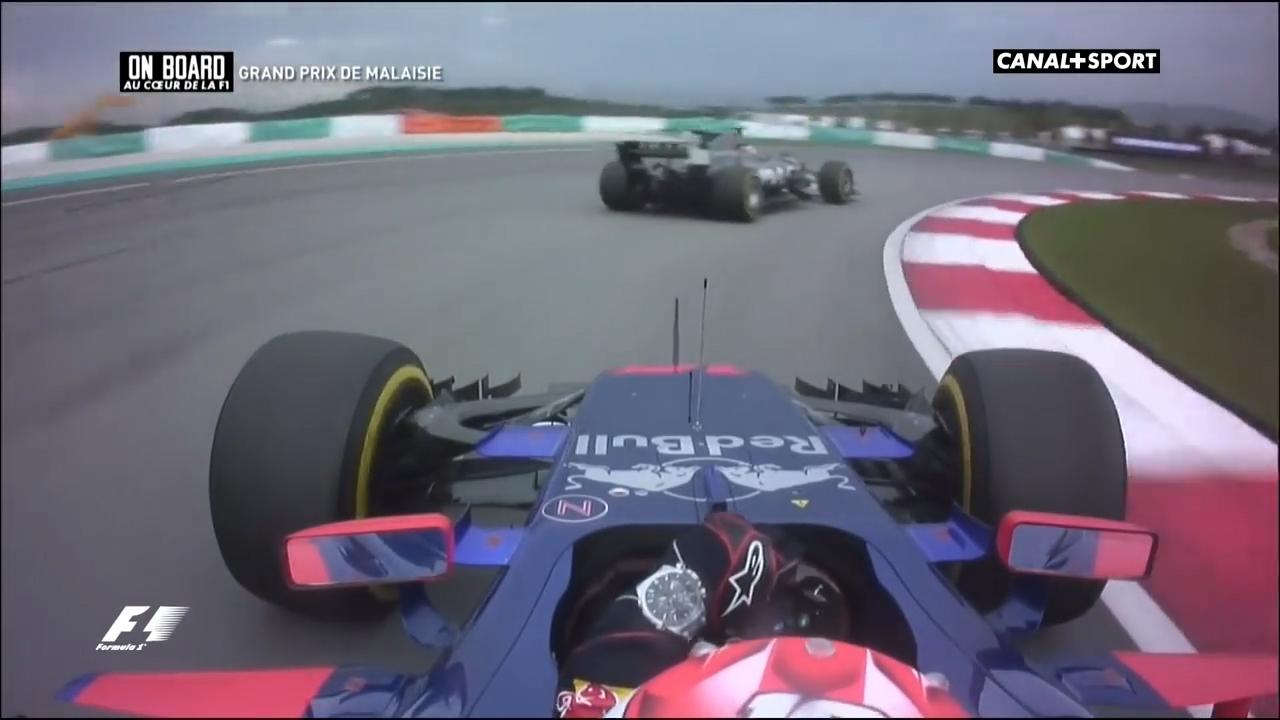 ON BOARD
AU CŒUR DE LA F1
GRAND PRIX DE MALAISIE
CANAL+SPORT
Red Bull
N
F1
Formula 1